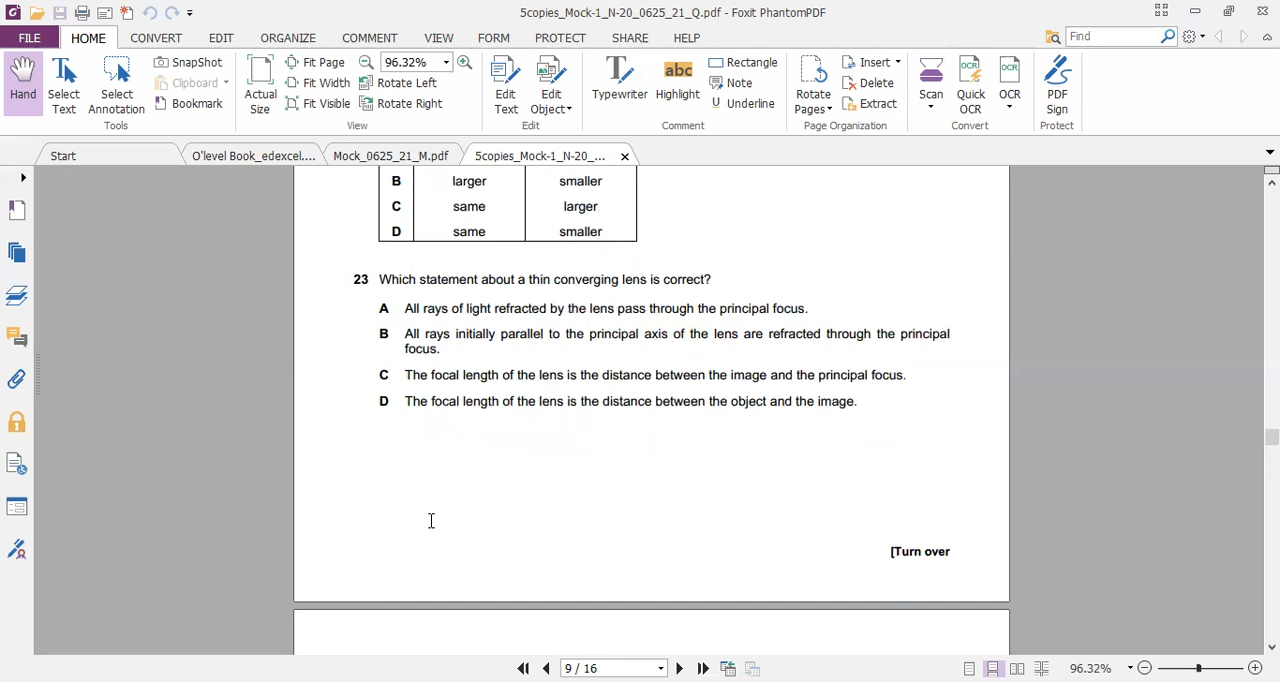 5copies_Mock-1_N-20_0625_21_Q.pdf - Foxit PhantomPDF
FILE HOME CONVERT EDIT ORGANIZE COMMENT VIEW FORM PROTECT SHARE HELP Find
Hand
Select Text
Select Annotation
SnapShot
Clipboard
Bookmark
Tools
Actual Size
Fit Page
Fit Width
Fit Visible
96.32%
Rotate Left
Rotate Right
View
Edit Text
Edit Object
Edit
Typewriter
abc
Highlight
Rectangle
Note
U Underline
Comment
Rotate Pages
Insert
Delete
Extract
Page Organization
Scan
OCR
Quick OCR
OCR
OCR
Convert
PDF Sign
Protect
Start O'level Book_edexcel.... Mock_0625_21_M.pdf 5copies_Mock-1_N-20_...
B larger smaller
C same larger
D same smaller
23 Which statement about a thin converging lens is correct?
A All rays of light refracted by the lens pass through the principal focus.
B All rays initially parallel to the principal axis of the lens are refracted through the principal
focus.
C The focal length of the lens is the distance between the image and the principal focus.
D The focal length of the lens is the distance between the object and the image.
[Turn over
9 / 16 96.32%